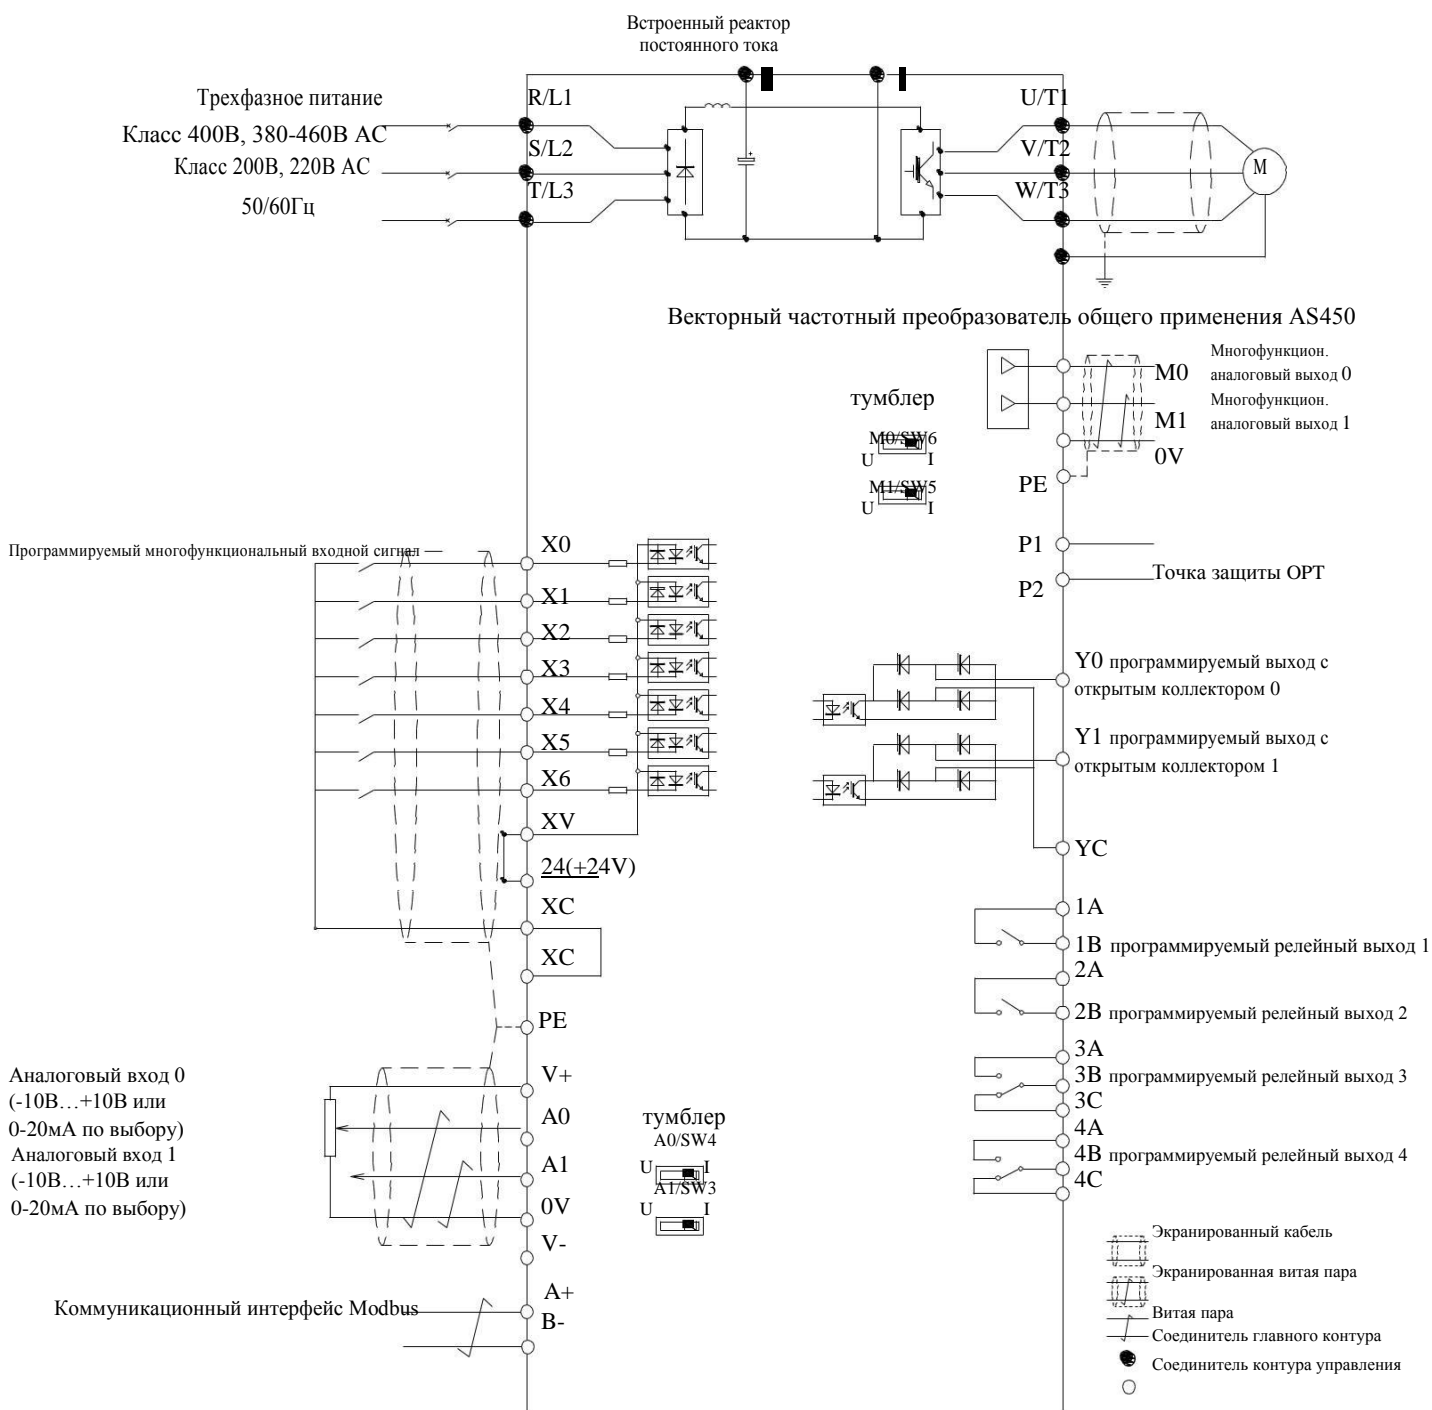 Встроенный реактор
постоянного тока
Трехфазное питание
Класс 400В, 380-460В AC
Класс 200В, 220В AC
50/60Гц
R/L1
S/L2
T/L3
U/T1
V/T2
W/T3
M
Векторный частотный преобразователь общего применения AS450
тумблер
M0/SW6
U I
M1/SW5
U I
M0
Многофункцион.
аналоговый выход 0
M1
Многофункцион.
аналоговый выход 1
0V
PE
P1
P2
Точка защиты OPT
Программируемый многофункциональный входной сигнал
X0
X1
X2
X3
X4
X5
X6
XV
24(+24V)
XC
XC
PE
Y0 программируемый выход с
открытым коллектором 0
Y1 программируемый выход с
открытым коллектором 1
YC
1A
1B программируемый релейный выход 1
2A
2B программируемый релейный выход 2
3A
3B программируемый релейный выход 3
3C
4A
4B программируемый релейный выход 4
4C
Аналоговый вход 0
(-10В…+10В или
0-20мА по выбору)
Аналоговый вход 1
(-10В…+10В или
0-20мА по выбору)
V+
A0
A1
0V
V-
тумблер
A0/SW4
U I
A1/SW3
U I
Коммуникационный интерфейс Modbus
A+
B-
Экранированный кабель
Экранированная витая пара
Витая пара
Соединитель главного контура
Соединитель контура управления